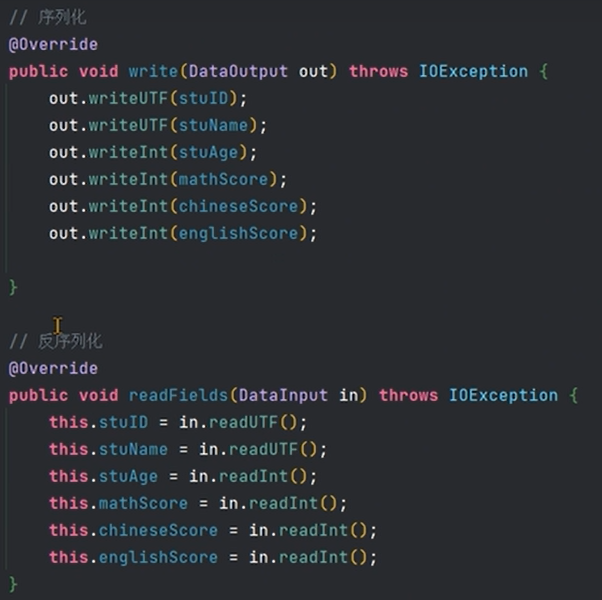 // 序列化
@Override
public void write(DataOutput out) throws IOException {
    out.writeUTF(stuID);
    out.writeUTF(stuName);
    out.writeInt(stuAge);
    out.writeInt(mathScore);
    out.writeInt(chineseScore);
    out.writeInt(englishScore);
}
// 反序列化
@Override
public void readFields(DataInput in) throws IOException {
    this.stuID = in.readUTF();
    this.stuName = in.readUTF();
    this.stuAge = in.readInt();
    this.mathScore = in.readInt();
    this.chineseScore = in.readInt();
    this.englishScore = in.readInt();
}